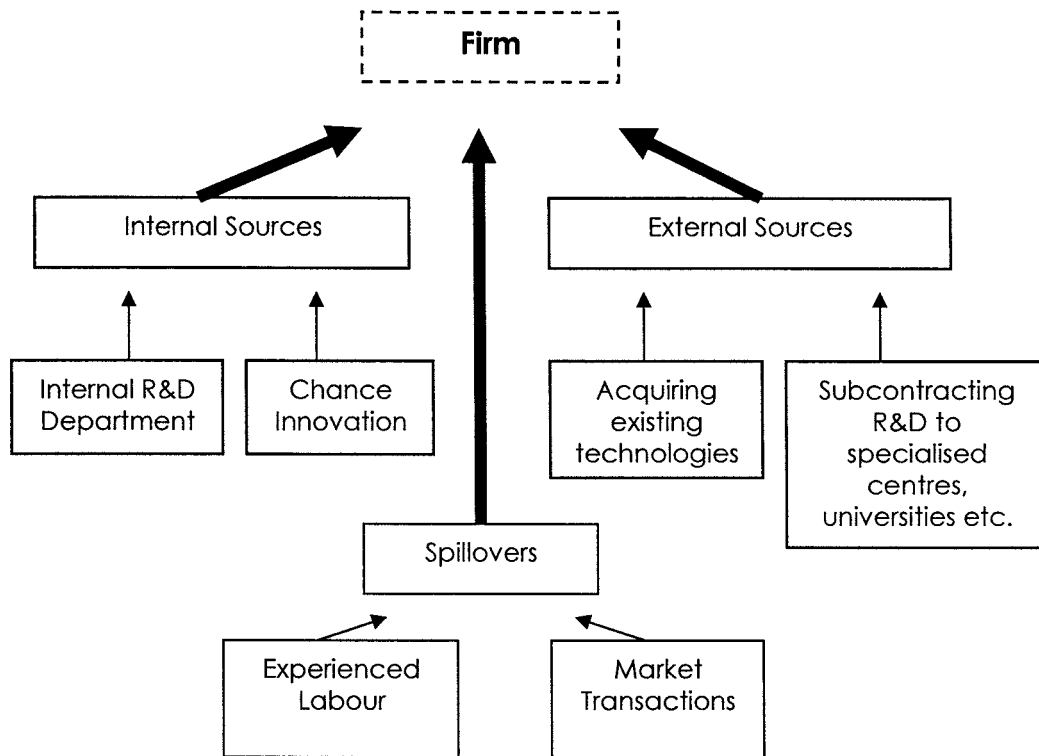 Firm
Internal Sources
External Sources
Internal R&D
Department
Chance
Innovation
Acquiring
existing
technologies
Subcontracting
R&D to
specialised
centres,
universities etc.
Spillovers
Experienced
Labour
Market
Transactions